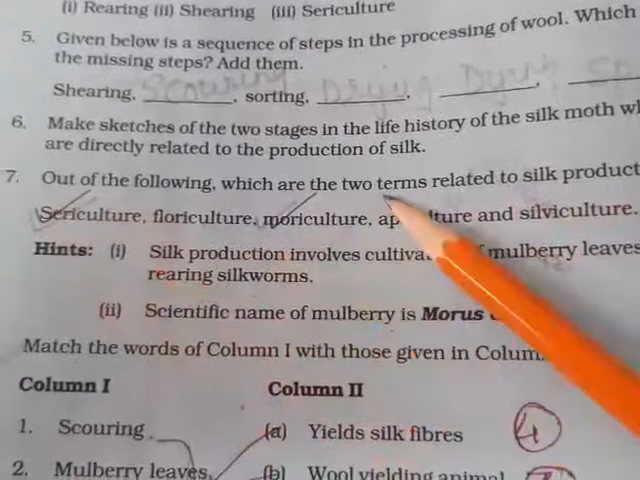 (i) Rearing (ii) Shearing (iii) Sericulture
5. Given below is a sequence of steps in the processing of wool. Which
the missing steps? Add them.
Shearing, Scouring, sorting, Drying, Dyeing,
6. Make sketches of the two stages in the life history of the silk moth
are directly related to the production of silk.
7. Out of the following, which are the two terms related to silk product
Sericulture, floriculture, moriculture, ap lture and silviculture.
Hints: (i) Silk production involves cultiva f mulberry leaves
rearing silkworms.
(ii) Scientific name of mulberry is Morus
Match the words of Column I with those given in Colum
Column I Column II
1. Scouring (a) Yields silk fibres 4
2. Mulberry leaves (b) Wool yielding animal